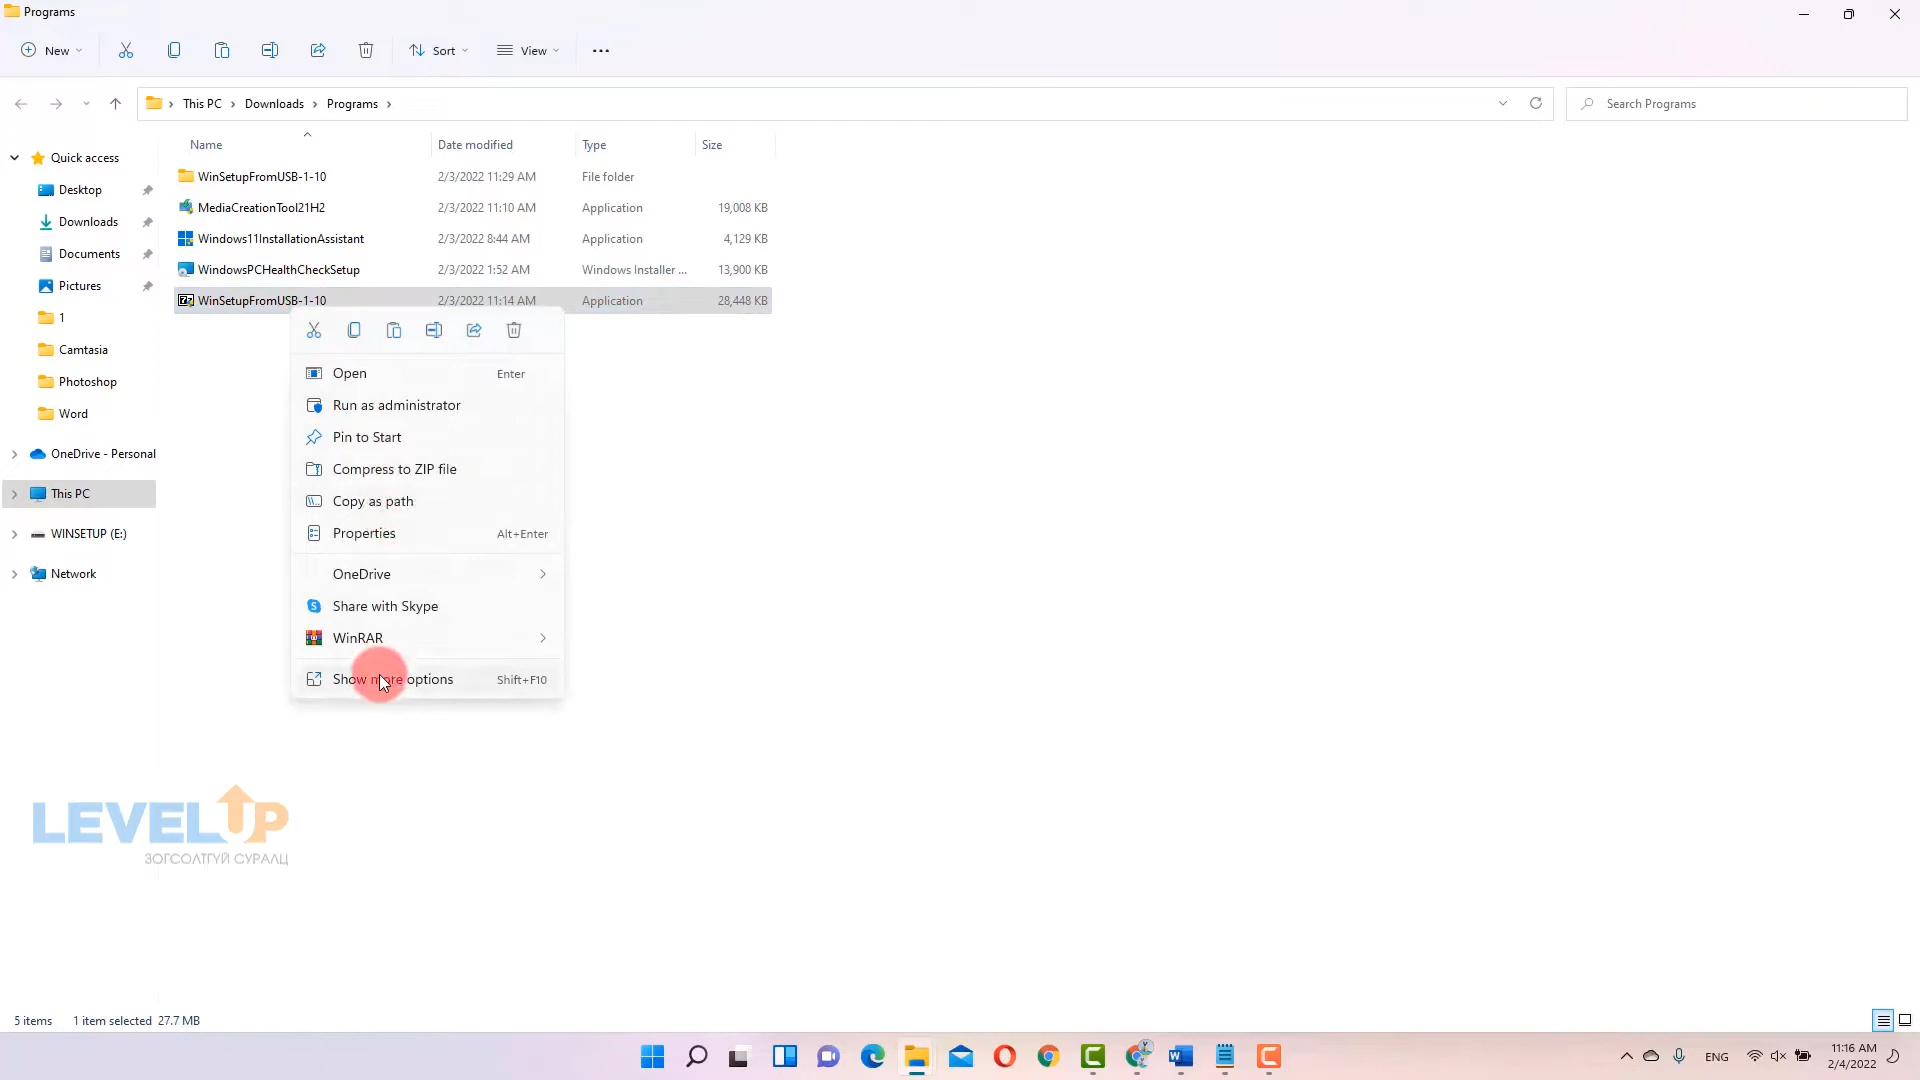 Programs
New
Sort
View
This PC
Downloads
Programs
Search Programs
Name
Date modified
Type
Size
Quick access
Desktop
Downloads
Documents
Pictures
1
Camtasia
Photoshop
Word
OneDrive - Personal
This PC
WINSETUP (E:)
Network
WinSetupFromUSB-1-10 2/3/2022 11:29 AM File folder
MediaCreationTool21H2 2/3/2022 11:10 AM Application 19,008 KB
Windows11InstallationAssistant 2/3/2022 8:44 AM Application 4,129 KB
WindowsPCHealthCheckSetup 2/3/2022 1:52 AM Windows Installer ... 13,900 KB
WinSetupFromUSB-1-10 2/3/2022 11:14 AM Application 28,448 KB
Open Enter
Run as administrator
Pin to Start
Compress to ZIP file
Copy as path
Properties Alt+Enter
OneDrive
Share with Skype
WinRAR
Show more options Shift+F10
LEVEL UP
ЗОГСОЛТГҮЙ СУРАЛЦ
5 items 1 item selected 27.7 MB
ENG
11:16 AM
2/4/2022